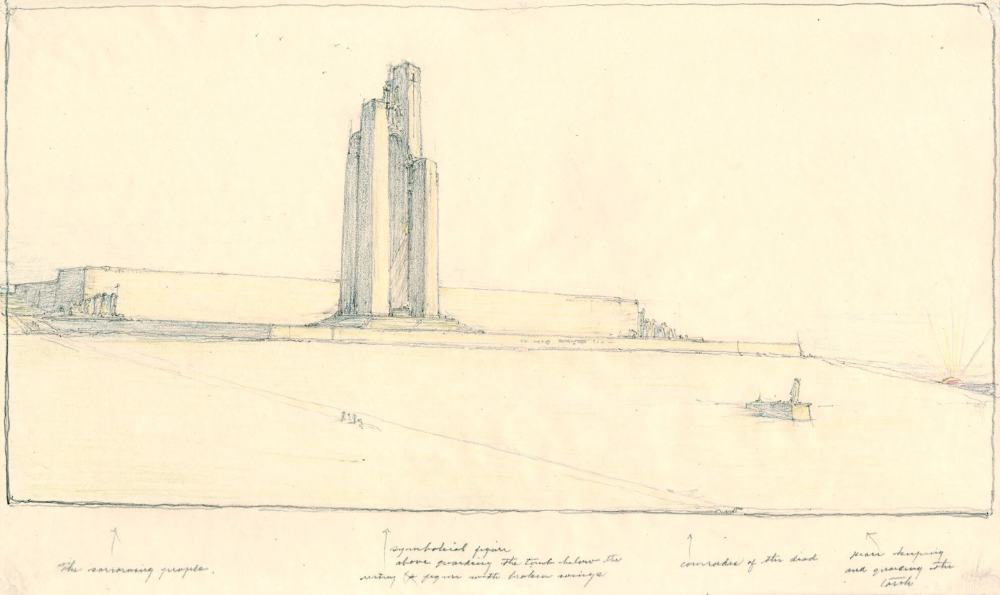 The sorrowing people.
symbolical figure
above guarding the tomb below the
resting figure with broken wings
comrades of the dead
peace keeping
and guarding the
torch